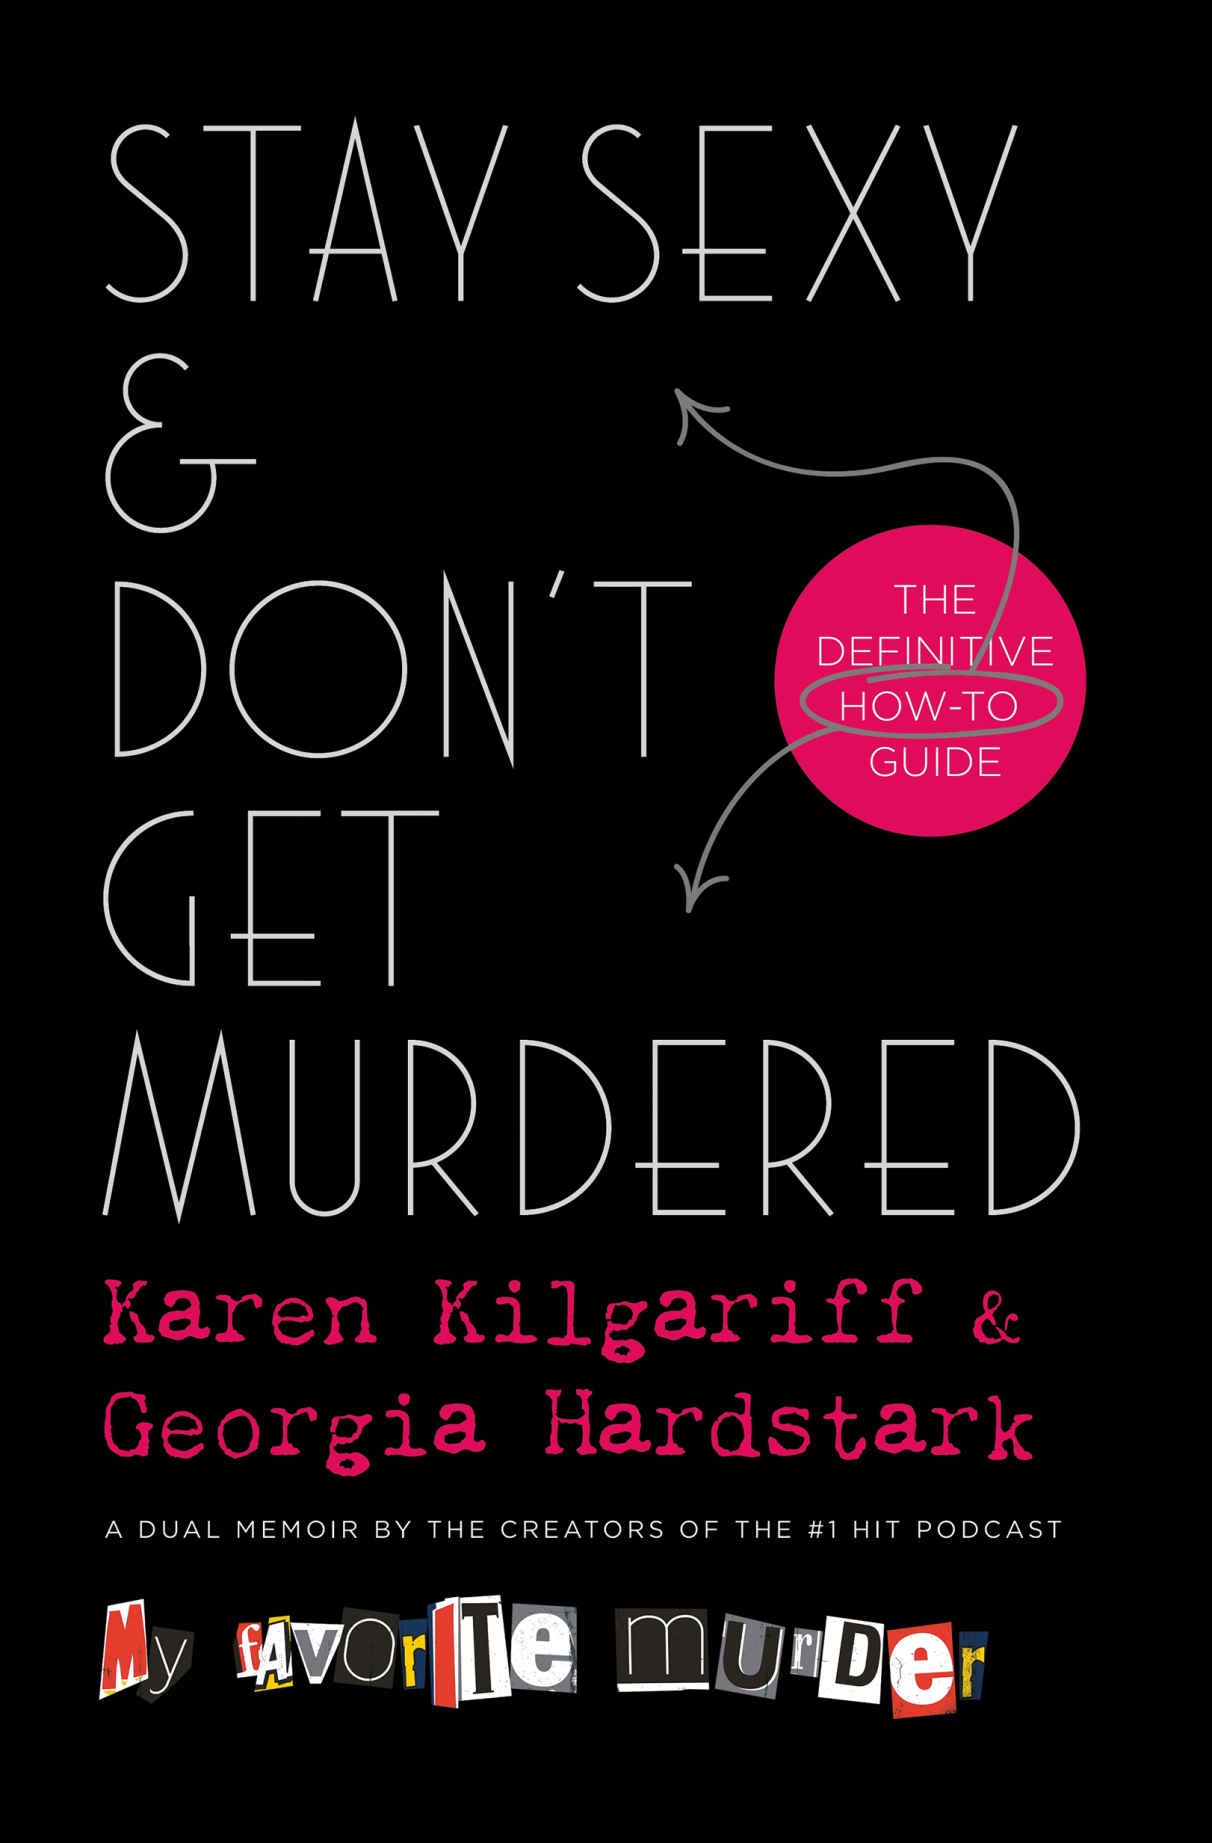 STAY SEXY
&
DON'T
GET
MURDERED
THE
DEFINITIVE
HOW-TO
GUIDE
Karen Kilgariff &
Georgia Hardstark
A DUAL MEMOIR BY THE CREATORS OF THE #1 HIT PODCAST
My fAvOrITe murDer